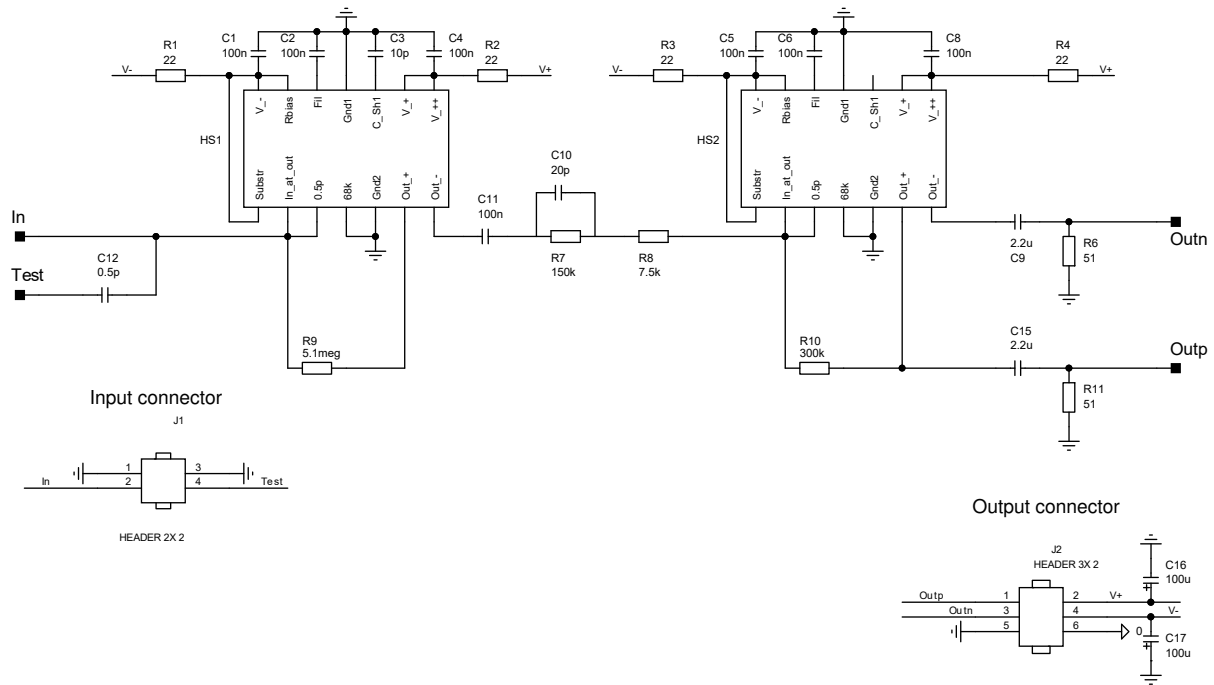 R1
22
C1
100n
C2
100n
C3
10p
C4
100n
R2
22
V-
V+
V_-
Rbias
Fil
Gnd1
C_Sh1
V_+
V_++
HS1
Substr
In_at_out
0.5p
68k
Gnd2
Out_+
Out_-
R3
22
C5
100n
C6
100n
C8
100n
R4
22
V-
V+
V_-
Rbias
Fil
Gnd1
C_Sh1
V_+
V_++
HS2
Substr
In_at_out
0.5p
68k
Gnd2
Out_+
Out_-
C10
20p
C11
100n
R7
150k
R8
7.5k
In
Test
C12
0.5p
R9
5.1meg
R10
300k
2.2u
C9
R6
51
Outn
C15
2.2u
R11
51
Outp
Input connector
J1
1
3
In
2
4
Test
HEADER 2X 2
Output connector
J2
HEADER 3X 2
C16
100u
Outp
1
2
V+
Outn
3
4
V-
5
6
0
C17
100u